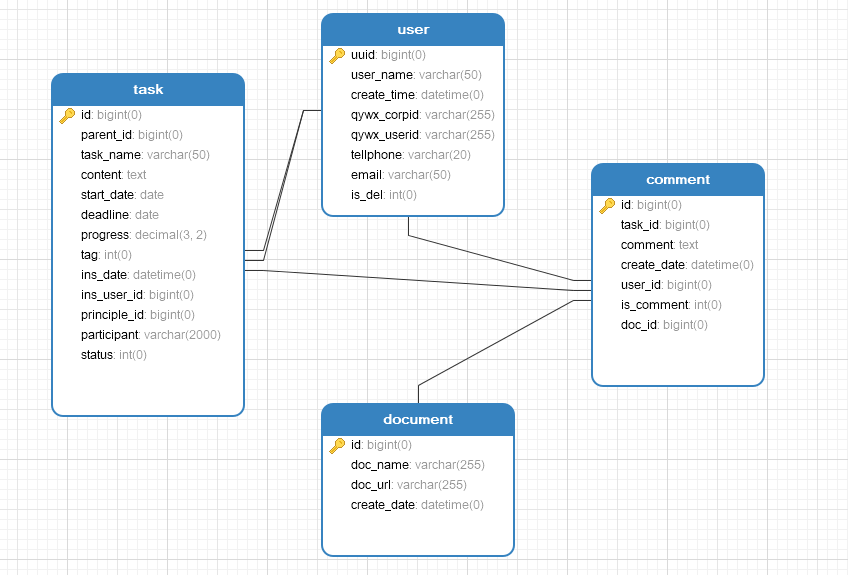 user
uuid: bigint(0)
user_name: varchar(50)
create_time: datetime(0)
qywx_corpid: varchar(255)
qywx_userid: varchar(255)
tellphone: varchar(20)
email: varchar(50)
is_del: int(0)
task
id: bigint(0)
parent_id: bigint(0)
task_name: varchar(50)
content: text
start_date: date
deadline: date
progress: decimal(3, 2)
tag: int(0)
ins_date: datetime(0)
ins_user_id: bigint(0)
principle_id: bigint(0)
participant: varchar(2000)
status: int(0)
comment
id: bigint(0)
task_id: bigint(0)
comment: text
create_date: datetime(0)
user_id: bigint(0)
is_comment: int(0)
doc_id: bigint(0)
document
id: bigint(0)
doc_name: varchar(255)
doc_url: varchar(255)
create_date: datetime(0)